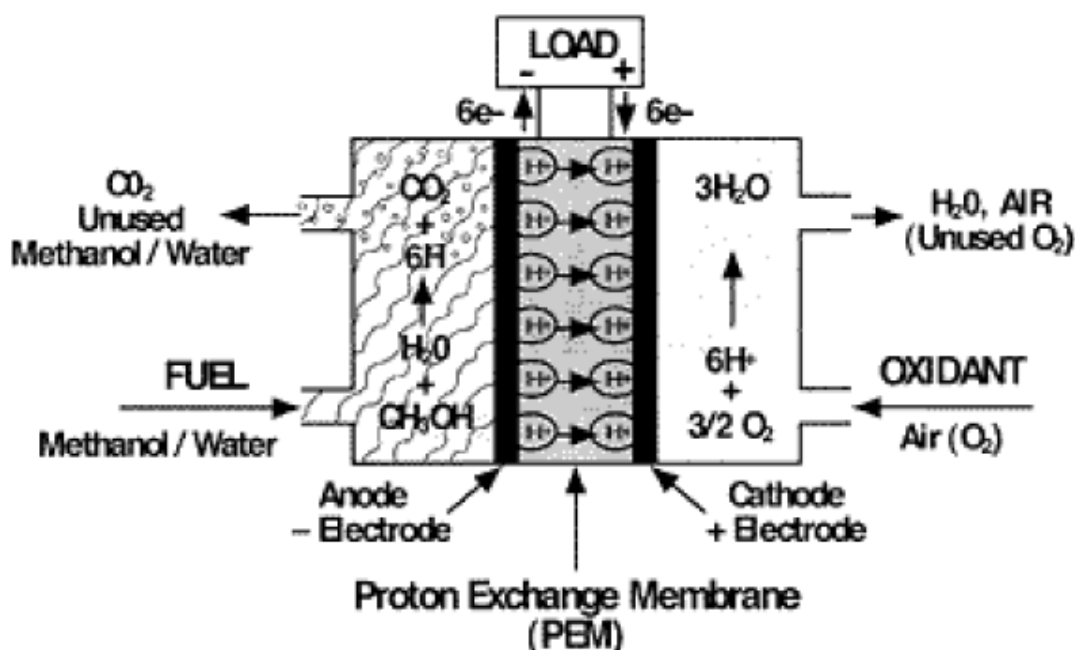 LOAD
- +
6e- 6e-
CO₂
Unused
Methanol / Water
CO₂
+
6H
H₂0
+
CH₃OH
FUEL
Methanol / Water
H+ H+
H+ H+
H+ H+
H+ H+
H+ H+
H+ H+
3H₂O
6H+
+
3/2 O₂
H₂0, AIR
(Unused O₂)
OXIDANT
Air (O₂)
Anode
– Electrode
Cathode
+ Electrode
Proton Exchange Membrane
(PEM)